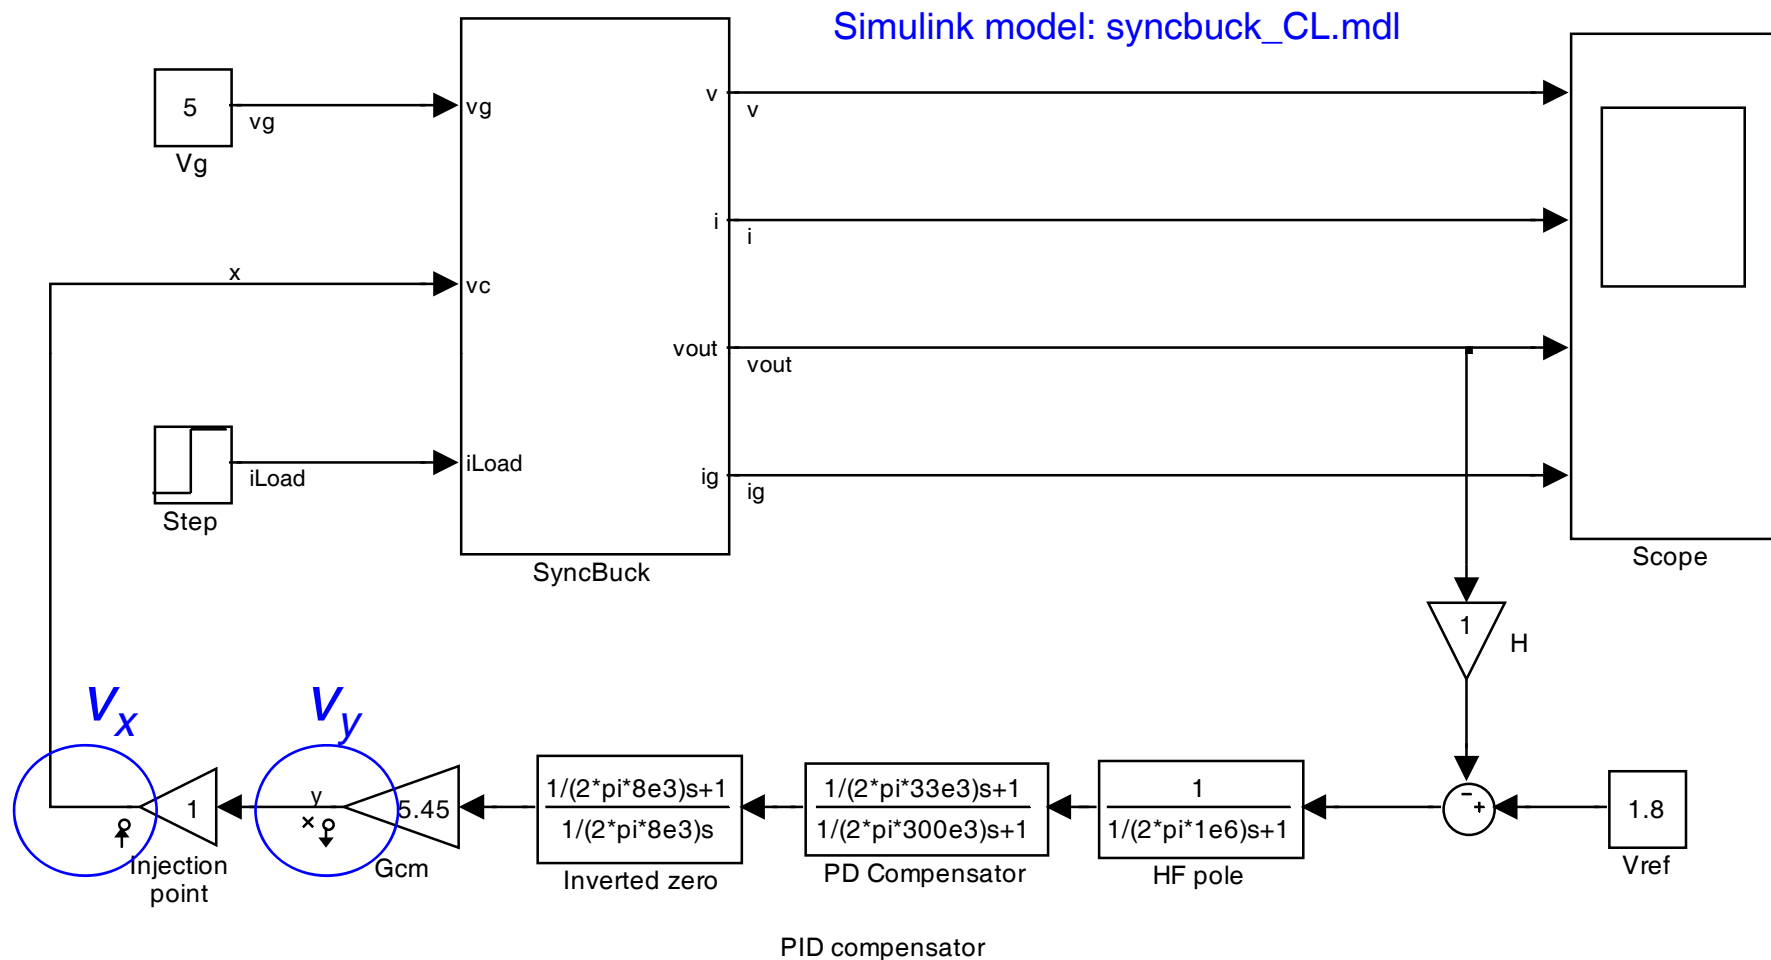 Simulink model: syncbuck_CL.mdl
5
vg
Vg
vg
v
v
i
i
x
vc
vout
vout
iLoad
Step
iLoad
ig
ig
SyncBuck
Scope
1
H
Vx
Vy
1
y
5.45
1/(2*pi*8e3)s+1
1/(2*pi*8e3)s
1/(2*pi*33e3)s+1
1/(2*pi*300e3)s+1
1
1/(2*pi*1e6)s+1
-
+
1.8
Injection
point
Gcm
Inverted zero
PD Compensator
HF pole
Vref
PID compensator